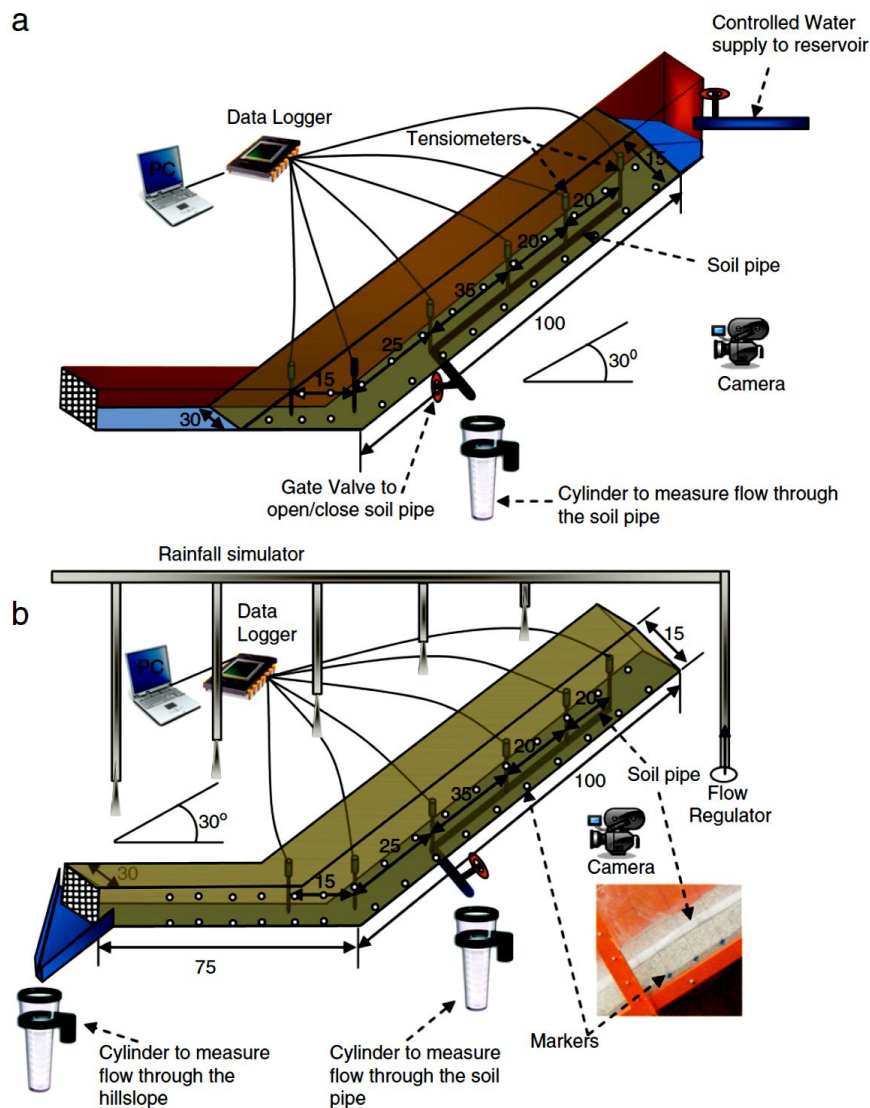 a
Controlled Water
supply to reservoir
Data Logger
Tensiometers
PC
15
20
20
Soil pipe
35
100
25
30⁰
15
Camera
30
Gate Valve to
open/close soil pipe
Cylinder to measure flow through
the soil pipe
Rainfall simulator
b
Data
Logger
PC
15
20
20
Soil pipe
100
35
Flow
Regulator
30°
25
Camera
30
15
75
Markers
Cylinder to measure
flow through the
hillslope
Cylinder to measure
flow through the soil
pipe